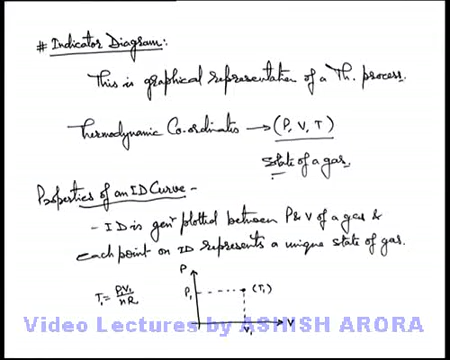 # Indicator Diagram:
This is graphical representation of a Th. process.
Thermodynamic Co.ordinates → (P, V, T)
State of a gas.
Properties of an ID Curve -
- ID is genr plotted between P & V of a gas &
each point on ID represents a unique state of gas.
P
T₁ = P₁V₁/nR
P₁
(T₁)
V₁
V
Video Lectures by ASHISH ARORA